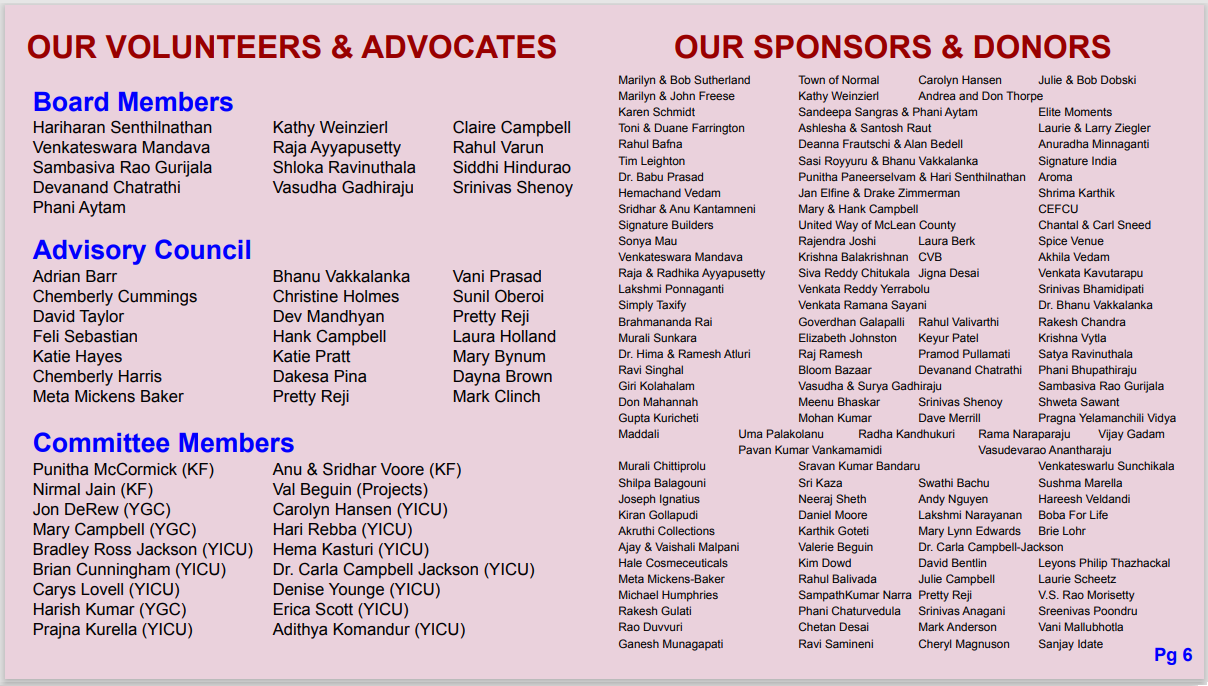 OUR VOLUNTEERS & ADVOCATES
Board Members
Hariharan Senthilnathan Kathy Weinzierl Claire Campbell
Venkateswara Mandava Raja Ayyapusetty Rahul Varun
Sambasiva Rao Gurijala Shloka Ravinuthala Siddhi Hindurao
Devanand Chatrathi Vasudha Gadhiraju Srinivas Shenoy
Phani Aytam
Advisory Council
Adrian Barr Bhanu Vakkalanka Vani Prasad
Chemberly Cummings Christine Holmes Sunil Oberoi
David Taylor Dev Mandhyan Pretty Reji
Feli Sebastian Hank Campbell Laura Holland
Katie Hayes Katie Pratt Mary Bynum
Chemberly Harris Dakesa Pina Dayna Brown
Meta Mickens Baker Pretty Reji Mark Clinch
Committee Members
Punitha McCormick (KF) Anu & Sridhar Voore (KF)
Nirmal Jain (KF) Val Beguin (Projects)
Jon DeRew (YGC) Carolyn Hansen (YICU)
Mary Campbell (YGC) Hari Rebba (YICU)
Bradley Ross Jackson (YICU) Hema Kasturi (YICU)
Brian Cunningham (YICU) Dr. Carla Campbell Jackson (YICU)
Carys Lovell (YICU) Denise Younge (YICU)
Harish Kumar (YGC) Erica Scott (YICU)
Prajna Kurella (YICU) Adithya Komandur (YICU)
OUR SPONSORS & DONORS
Marilyn & Bob Sutherland Town of Normal Carolyn Hansen Julie & Bob Dobski
Marilyn & John Freese Kathy Weinzierl Andrea and Don Thorpe
Karen Schmidt Sandeepa Sangras & Phani Aytam Elite Moments
Toni & Duane Farrington Ashlesha & Santosh Raut Laurie & Larry Ziegler
Rahul Bafna Deanna Frautschi & Alan Bedell Anuradha Minnaganti
Tim Leighton Sasi Royyuru & Bhanu Vakkalanka Signature India
Dr. Babu Prasad Punitha Paneerselvam & Hari Senthilnathan Aroma
Hemachand Vedam Jan Elfine & Drake Zimmerman Shrima Karthik
Sridhar & Anu Kantamneni Mary & Hank Campbell CEFCU
Signature Builders United Way of McLean County Chantal & Carl Sneed
Sonya Mau Rajendra Joshi Laura Berk Spice Venue
Venkateswara Mandava Krishna Balakrishnan CVB Akhila Vedam
Raja & Radhika Ayyapusetty Siva Reddy Chitukala Jigna Desai Venkata Kavutarapu
Lakshmi Ponnaganti Venkata Reddy Yerrabolu Srinivas Bhamidipati
Simply Taxify Venkata Ramana Sayani Dr. Bhanu Vakkalanka
Brahmananda Rai Goverdhan Galapalli Rahul Valivarthi Rakesh Chandra
Murali Sunkara Elizabeth Johnston Keyur Patel Krishna Vytla
Dr. Hima & Ramesh Atluri Raj Ramesh Pramod Pullamati Satya Ravinuthala
Ravi Singhal Bloom Bazaar Devanand Chatrathi Phani Bhupathiraju
Giri Kolahalam Vasudha & Surya Gadhiraju Sambasiva Rao Gurijala
Don Mahannah Meenu Bhaskar Srinivas Shenoy Shweta Sawant
Gupta Kuricheti Mohan Kumar Dave Merrill Pragna Yelamanchili Vidya
Maddali Uma Palakolanu Radha Kandhukuri Rama Naraparaju Vijay Gadam
Pavan Kumar Vankamamidi Vasudevarao Anantharaju
Murali Chittiprolu Sravan Kumar Bandaru Venkateswarlu Sunchikala
Shilpa Balagouni Sri Kaza Swathi Bachu Sushma Marella
Joseph Ignatius Neeraj Sheth Andy Nguyen Hareesh Veldandi
Kiran Gollapudi Daniel Moore Lakshmi Narayanan Boba For Life
Akruthi Collections Karthik Goteti Mary Lynn Edwards Brie Lohr
Ajay & Vaishali Malpani Valerie Beguin Dr. Carla Campbell-Jackson
Hale Cosmeceuticals Kim Dowd David Bentlin Leyons Philip Thazhackal
Meta Mickens-Baker Rahul Balivada Julie Campbell Laurie Scheetz
Michael Humphries SampathKumar Narra Pretty Reji V.S. Rao Morisetty
Rakesh Gulati Phani Chaturvedula Srinivas Anagani Sreenivas Poondru
Rao Duvvuri Chetan Desai Mark Anderson Vani Mallubhotla
Ganesh Munagapati Ravi Samineni Cheryl Magnuson Sanjay Idate
Pg 6